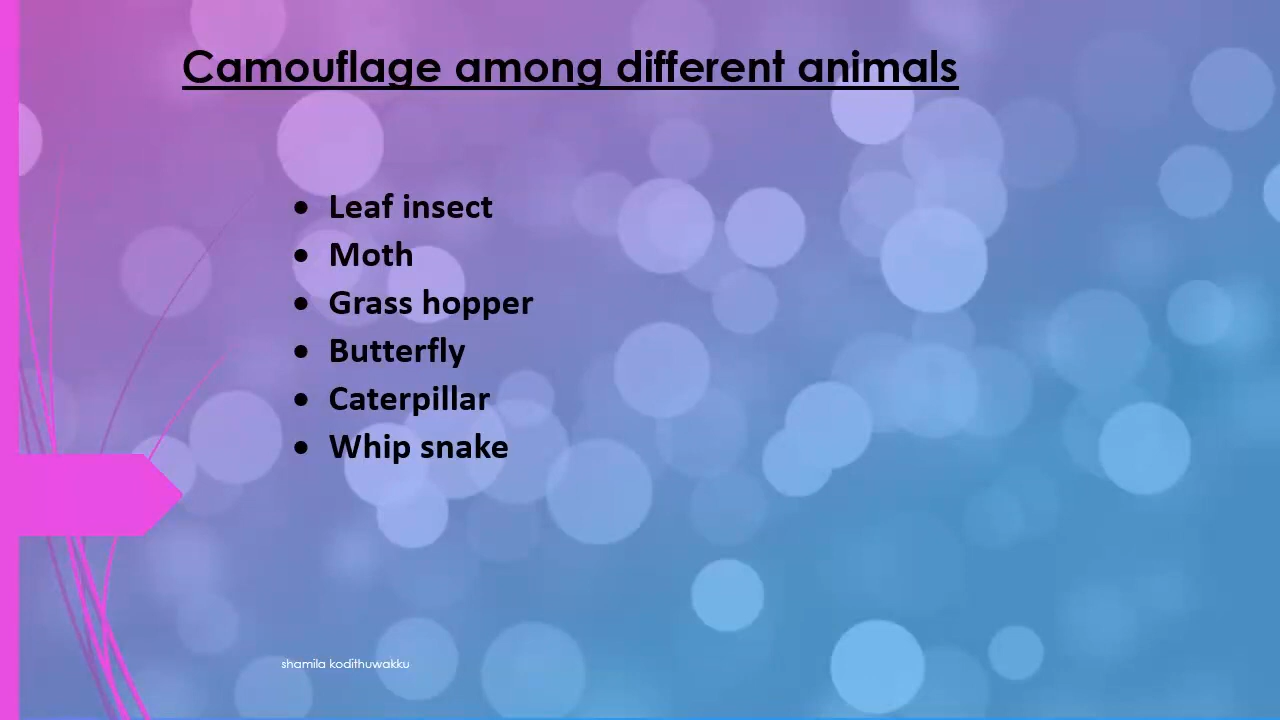 Camouflage among different animals
• Leaf insect
• Moth
• Grass hopper
• Butterfly
• Caterpillar
• Whip snake
shamila kodithuwakku